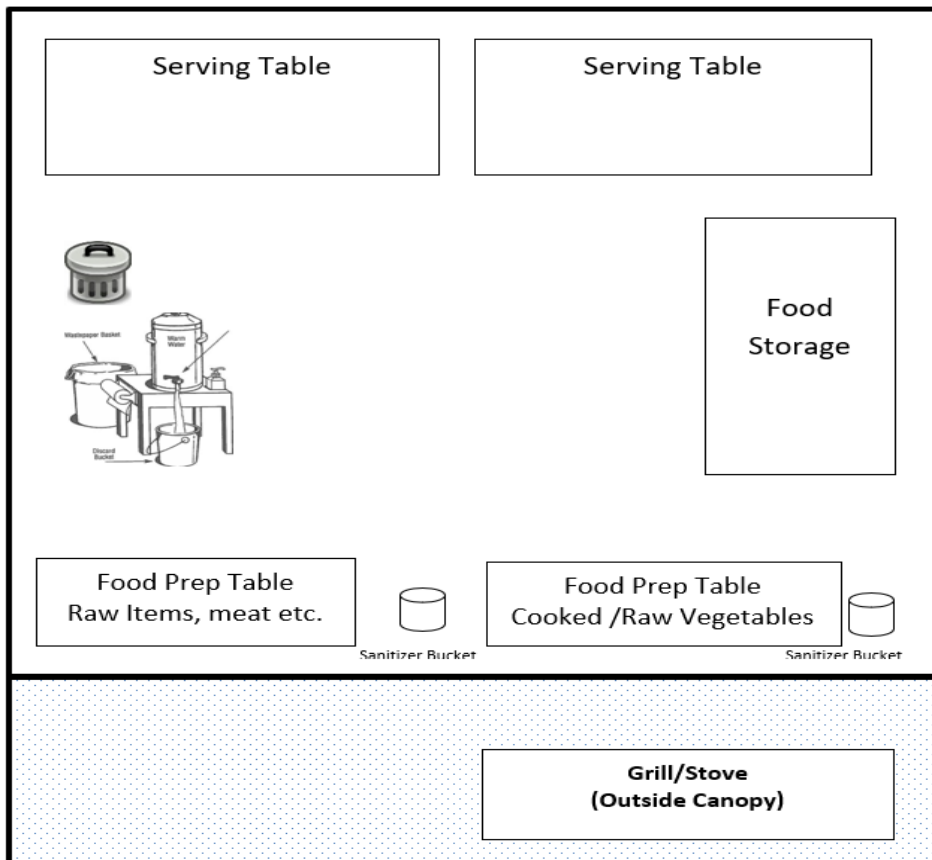 Serving Table
Serving Table
Wastepaper Basket
Warm
Water
Food
Storage
Discard
Bucket
Food Prep Table
Raw Items, meat etc.
Food Prep Table
Cooked /Raw Vegetables
Sanitizer Bucket
Sanitizer Bucket
Grill/Stove
(Outside Canopy)